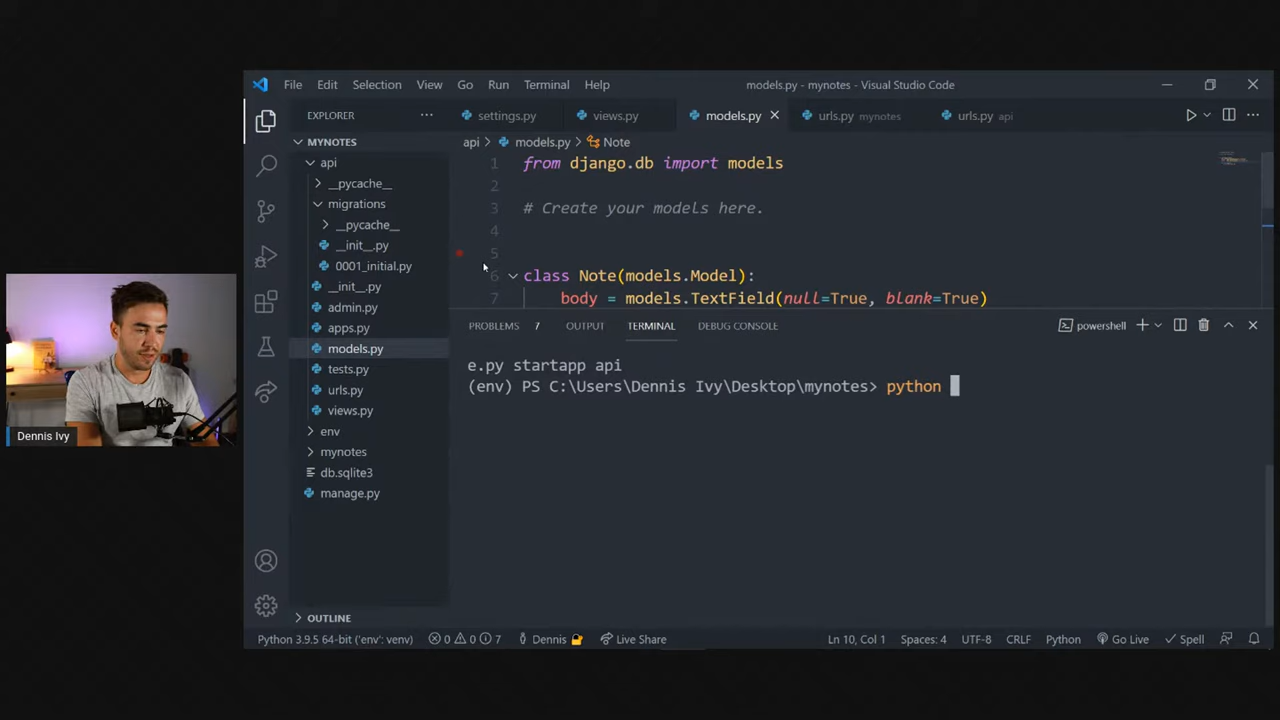 File Edit Selection View Go Run Terminal Help
models.py - mynotes - Visual Studio Code
EXPLORER
settings.py
views.py
models.py
urls.py mynotes
urls.py api
MYNOTES
api
__pycache__
migrations
__pycache__
__init__.py
0001_initial.py
__init__.py
admin.py
apps.py
models.py
tests.py
urls.py
views.py
env
mynotes
db.sqlite3
manage.py
OUTLINE
api > models.py > Note
1 from django.db import models
2
3 # Create your models here.
4
5
6 class Note(models.Model):
7 body = models.TextField(null=True, blank=True)
PROBLEMS 7 OUTPUT TERMINAL DEBUG CONSOLE
powershell
e.py startapp api
(env) PS C:\Users\Dennis Ivy\Desktop\mynotes> python
Dennis Ivy
Python 3.9.5 64-bit ('env': venv) 0 0 7 Dennis Live Share Ln 10, Col 1 Spaces: 4 UTF-8 CRLF Python Go Live Spell